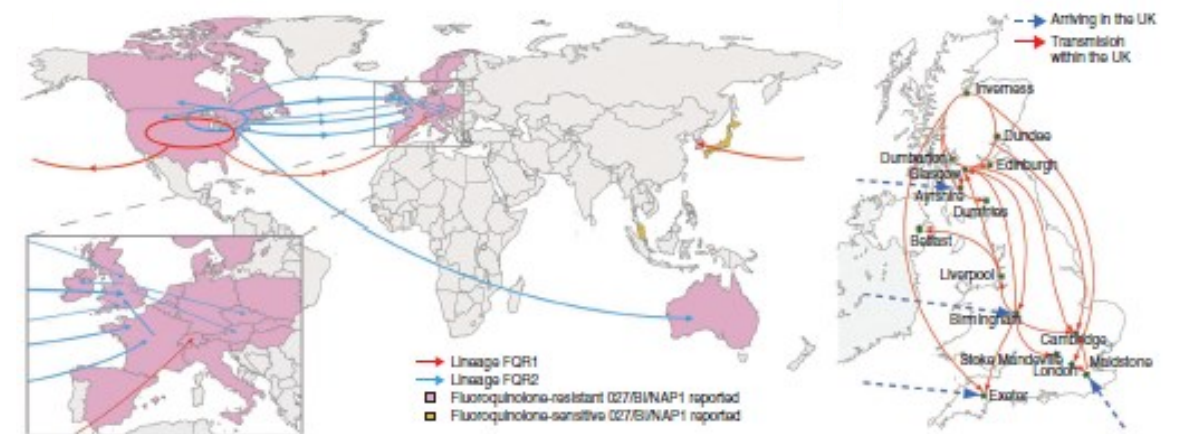 Lineage FQR1
Lineage FQR2
Fluoroquinolone-resistant 027/BI/NAP1 reported
Fluoroquinolone-sensitive 027/BI/NAP1 reported
Arriving in the UK
Transmision
within the UK
Inverness
Dundee
Dumbarton
Edinburgh
Glasgow
Ayrshire
Dumfries
Belfast
Liverpool
Birmingham
Cambridge
Stoke Mandeville
Maidstone
London
Exeter